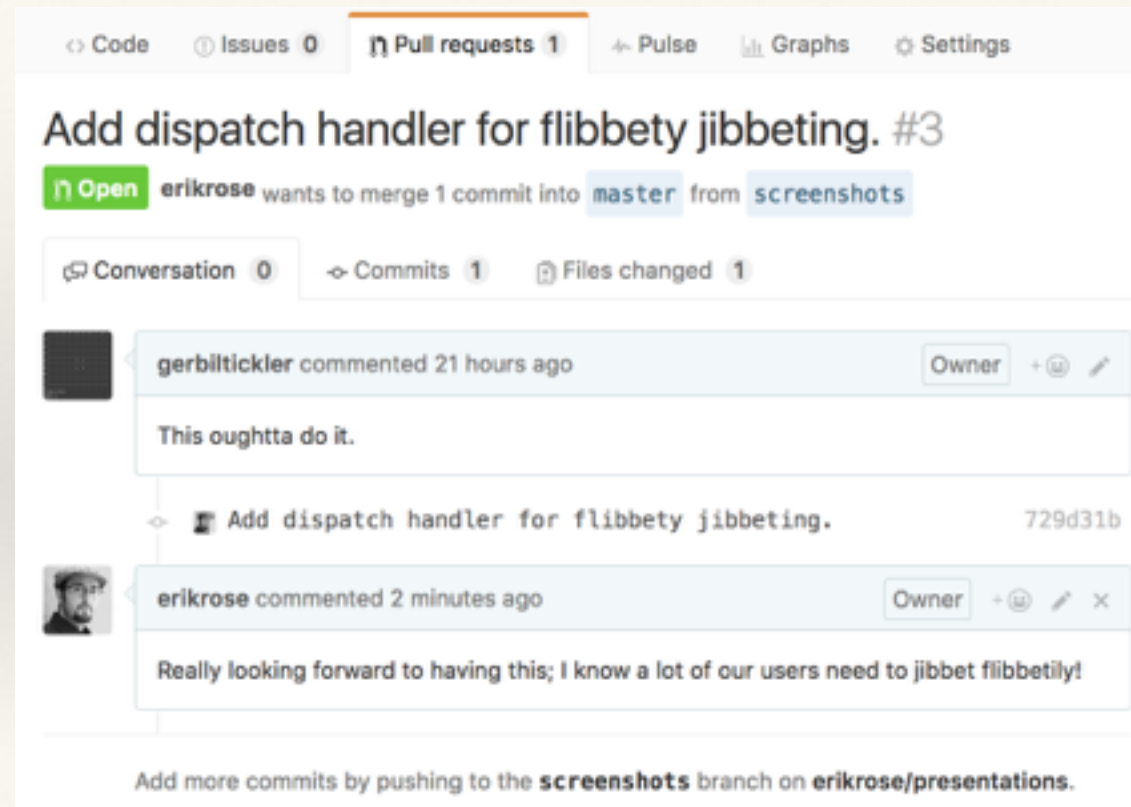 Code Issues 0 Pull requests 1 Pulse Graphs Settings
Add dispatch handler for flibbety jibbeting. #3
Open erikrose wants to merge 1 commit into master from screenshots
Conversation 0 Commits 1 Files changed 1
gerbiltickler commented 21 hours ago Owner
This oughtta do it.
Add dispatch handler for flibbety jibbeting. 729d31b
erikrose commented 2 minutes ago Owner
Really looking forward to having this; I know a lot of our users need to jibbet flibbetily!
Add more commits by pushing to the screenshots branch on erikrose/presentations.